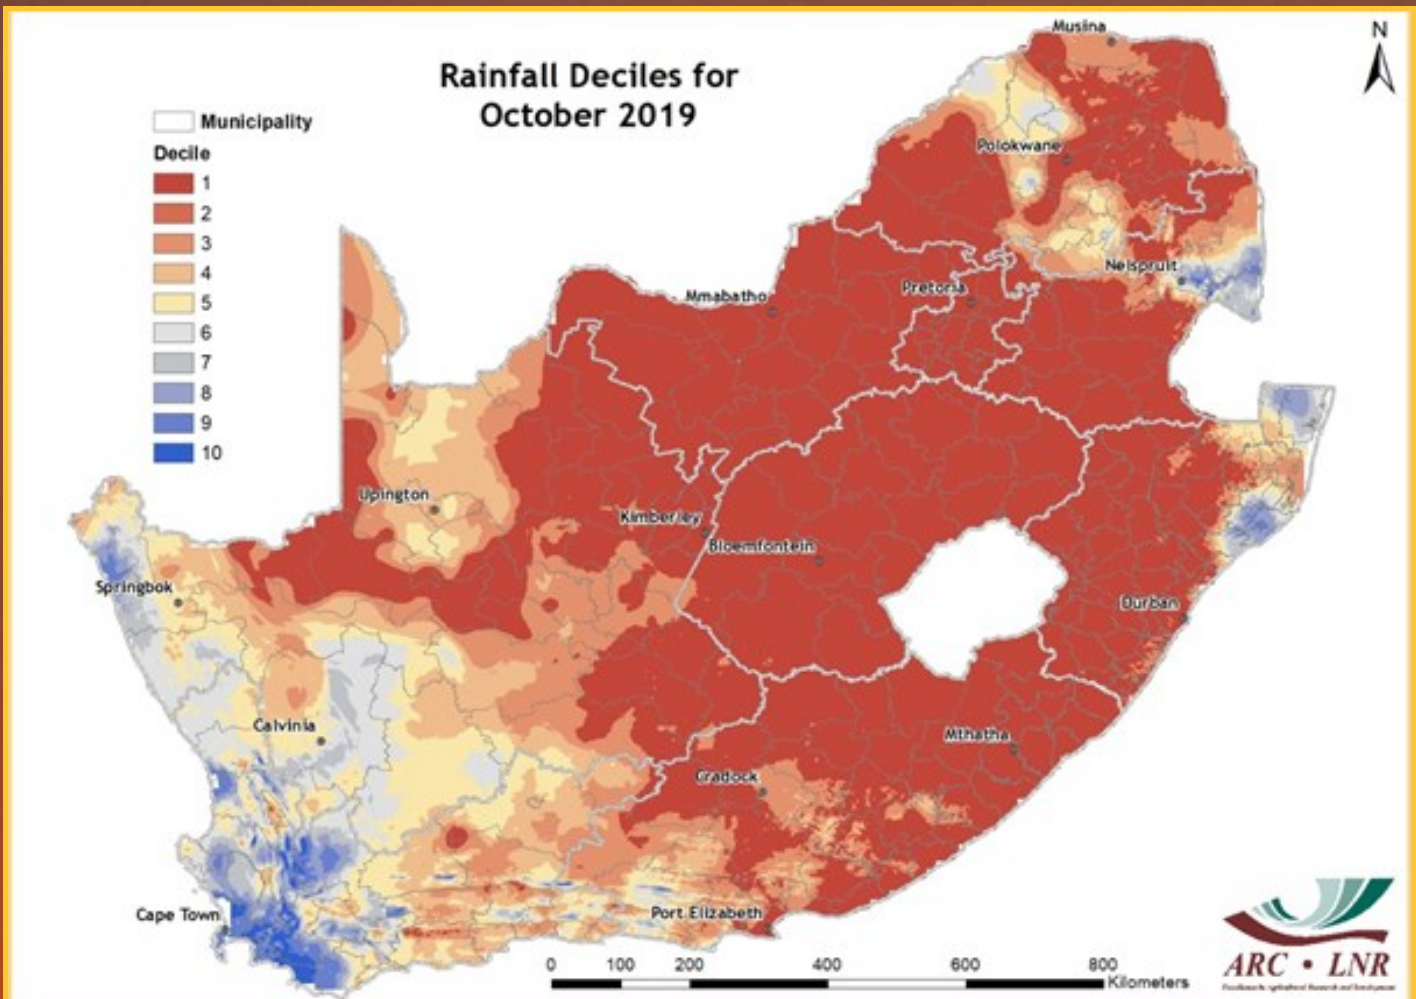 Rainfall Deciles for
October 2019
N
Municipality
Decile
1
2
3
4
5
6
7
8
9
10
Musina
Polokwane
Nelspruit
Pretoria
Mmabatho
Upington
Kimberley
Bloemfontein
Springbok
Durban
Calvinia
Mthatha
Cradock
Cape Town
Port Elizabeth
0 100 200 400 600 800
Kilometers
ARC • LNR